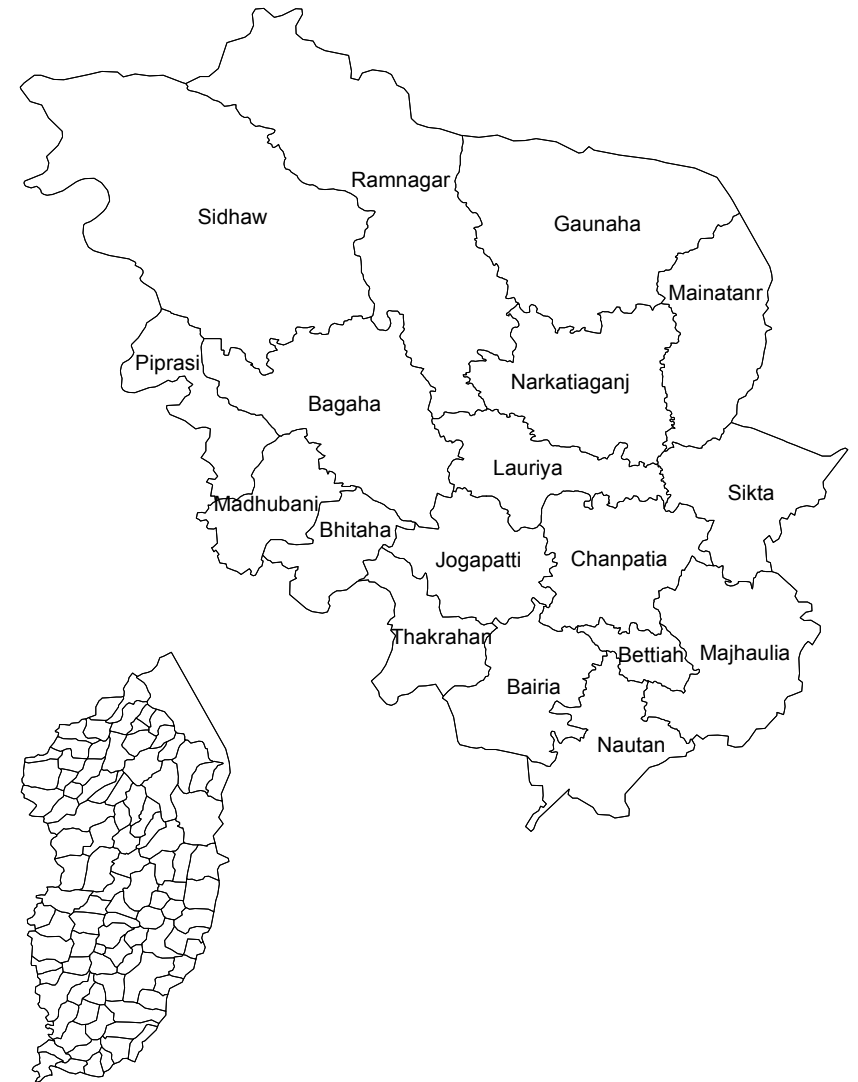 Ramnagar
Sidhaw
Gaunaha
Mainatanr
Piprasi
Narkatiaganj
Bagaha
Lauriya
Sikta
Madhubani
Bhitaha
Jogapatti
Chanpatia
Thakrahan
Bettiah
Majhaulia
Bairia
Nautan